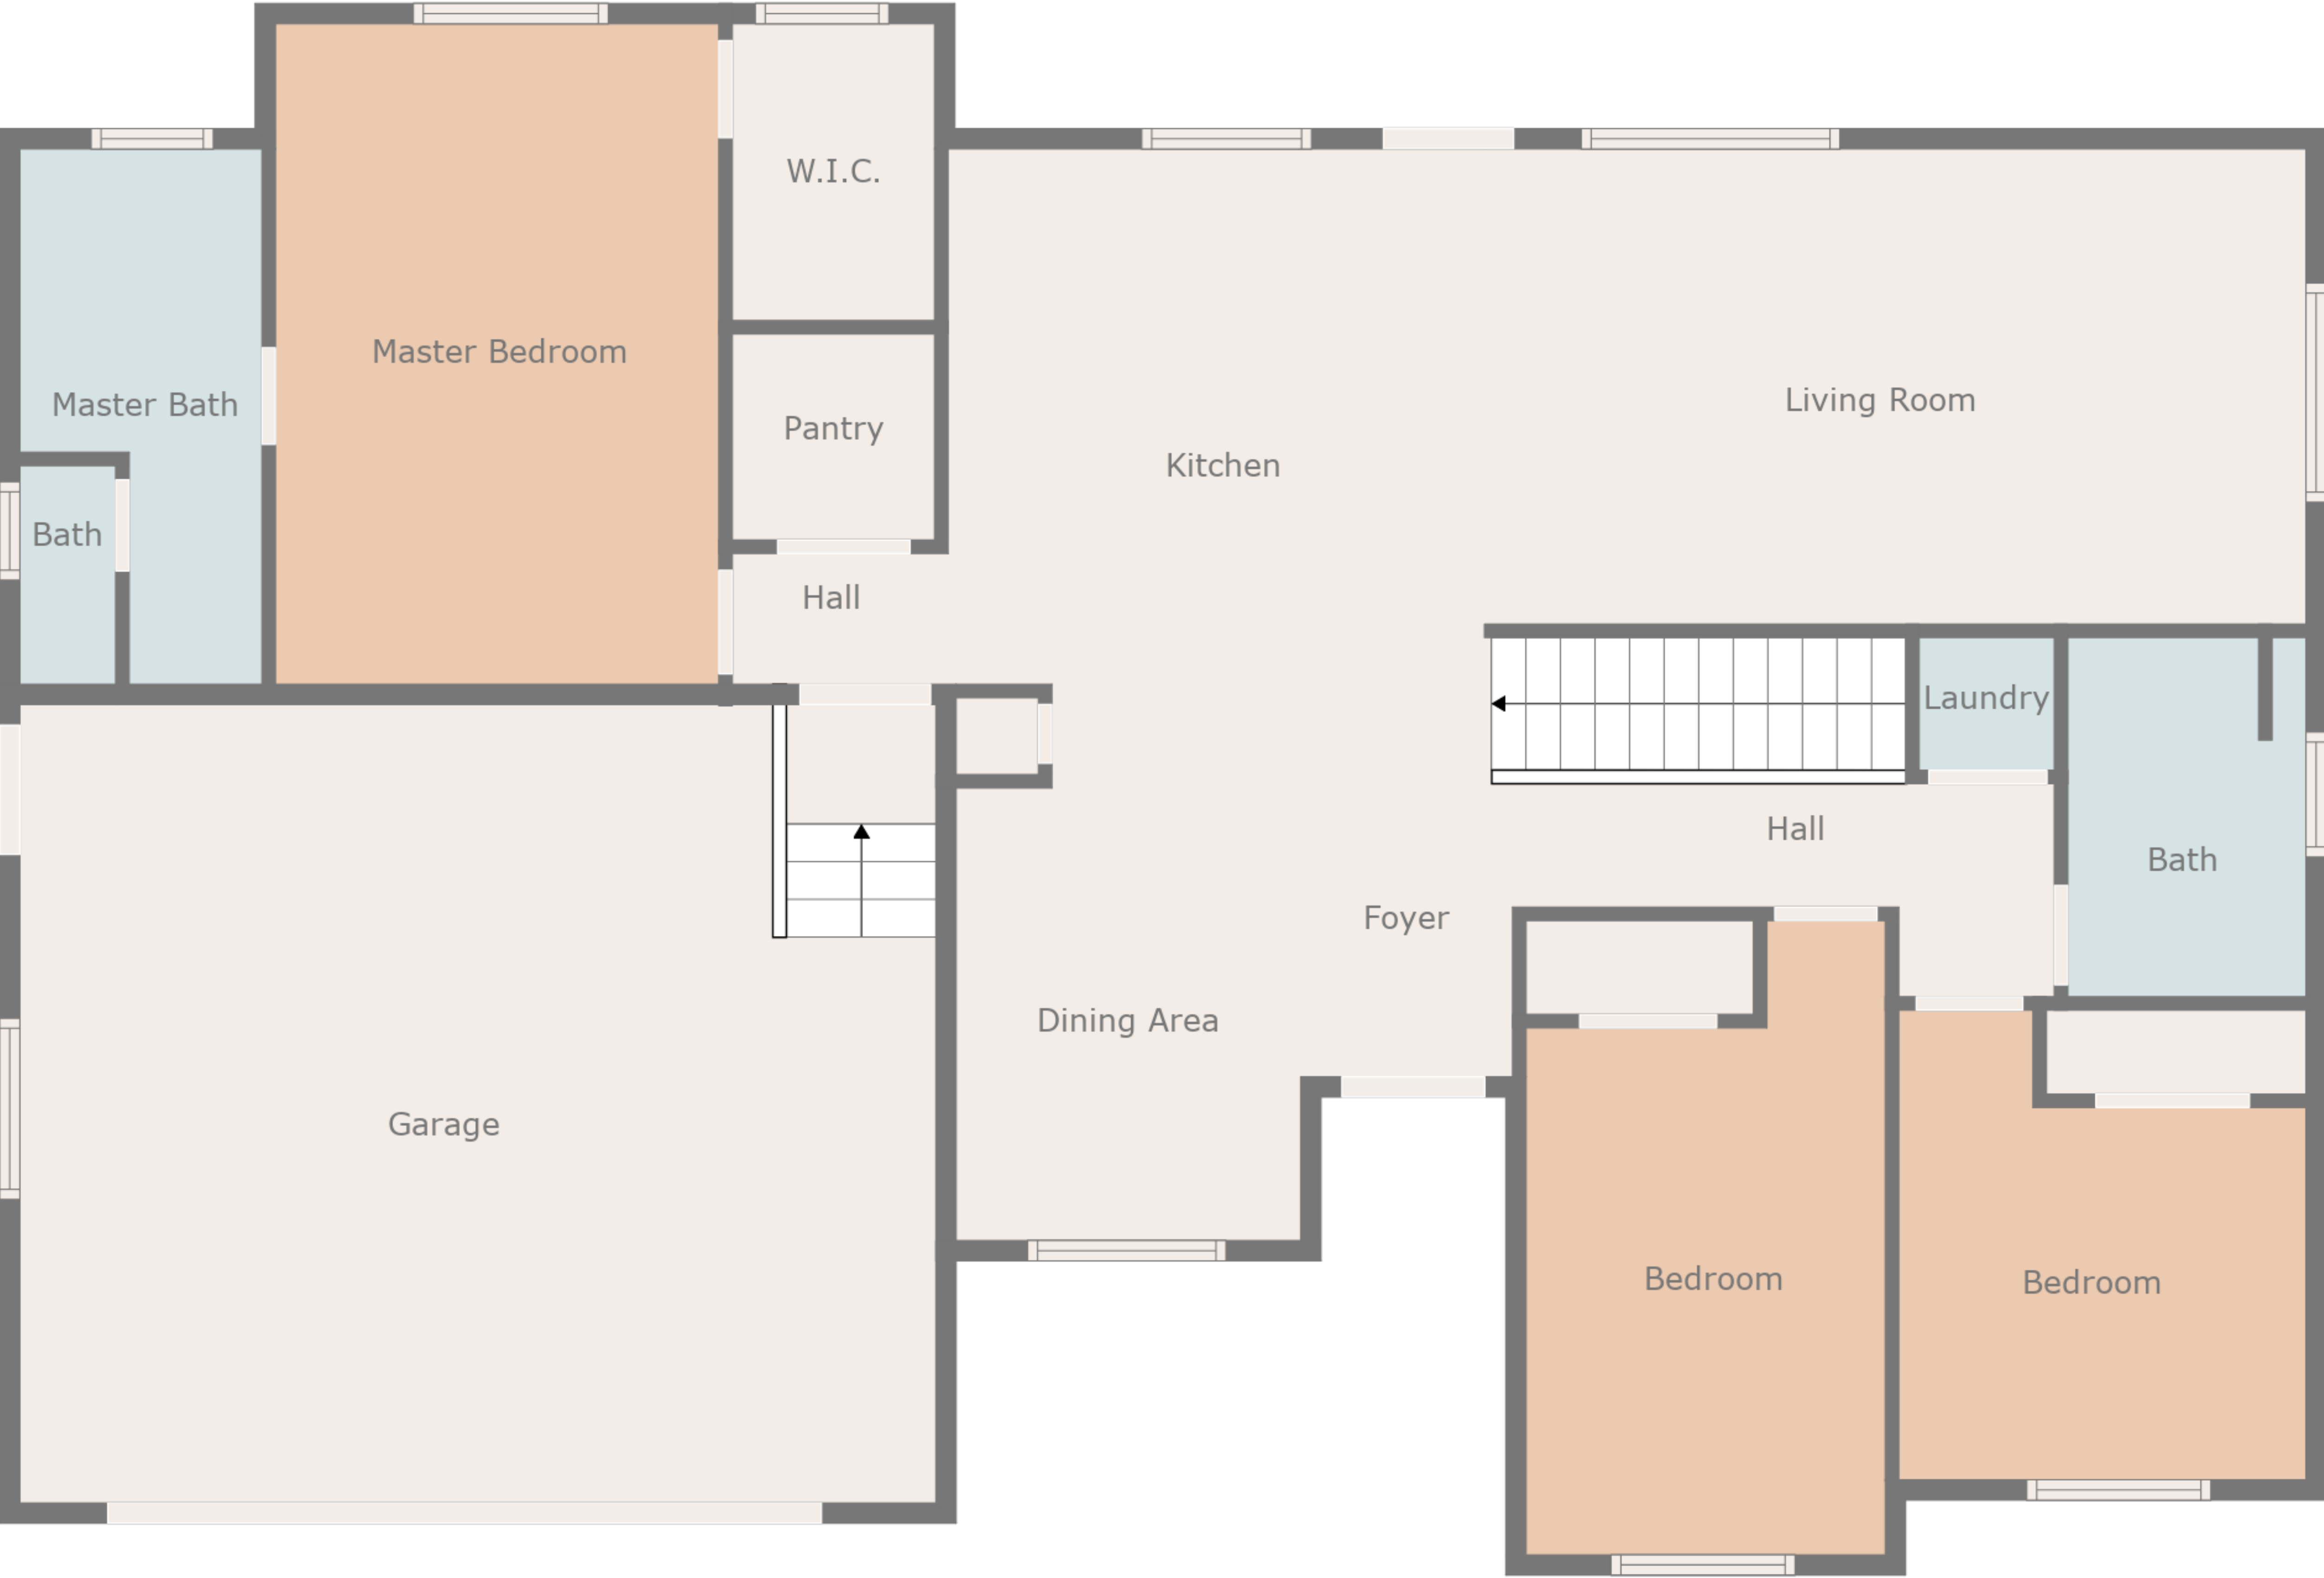 W.I.C.
Master Bedroom
Living Room
Master Bath
Pantry
Kitchen
Bath
Hall
Laundry
Hall
Bath
Foyer
Dining Area
Garage
Bedroom
Bedroom